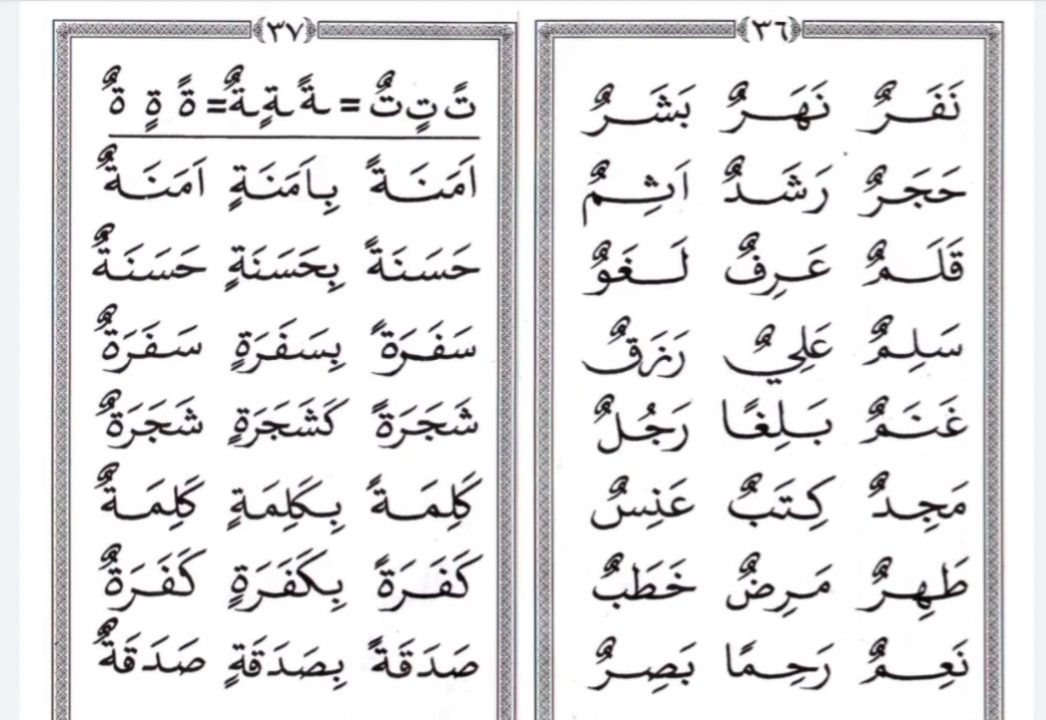 ﴿٣٦﴾
نَفَرٌ نَهَرٌ بَشَرٌ
حَجَرٌ رَشَدٌ اَثِمٌ
قَلَمٌ عَرِفٌ لَغَوٌ
سَلِمٌ عَلِيٌ رَزَقٌ
غَنَمٌ بَلِغًا رَجُلٌ
مَجِدٌ كِتَبٌ عَنِسٌ
طَهِرٌ مَرِضٌ خَطَبٌ
نَعِمٌ رَحِمًا بَصِرٌ
﴿٣٧﴾
تً تٍ تٌ = ـةً ـةٍ ـةٌ = ةً ةٍ ةٌ
اَمَنَةً بِاَمَنَةٍ اَمَنَةٌ
حَسَنَةً بِحَسَنَةٍ حَسَنَةٌ
سَفَرَةً بِسَفَرَةٍ سَفَرَةٌ
شَجَرَةً كَشَجَرَةٍ شَجَرَةٌ
كَلِمَةً بِكَلِمَةٍ كَلِمَةٌ
كَفَرَةً بِكَفَرَةٍ كَفَرَةٌ
صَدَقَةً بِصَدَقَةٍ صَدَقَةٌ